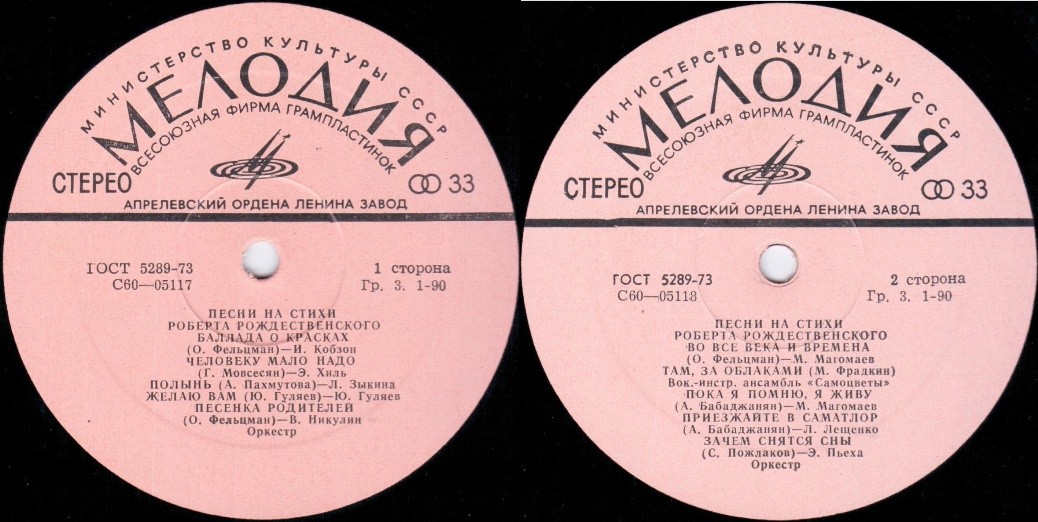 МИНИСТЕРСТВО КУЛЬТУРЫ СССР
МЕЛОДИЯ
ВСЕСОЮЗНАЯ ФИРМА ГРАМПЛАСТИНОК
СТЕРЕО
33
АПРЕЛЕВСКИЙ ОРДЕНА ЛЕНИНА ЗАВОД
ГОСТ 5289-73
1 сторона
С60—05117
Гр. 3. 1-90
ПЕСНИ НА СТИХИ
РОБЕРТА РОЖДЕСТВЕНСКОГО
БАЛЛАДА О КРАСКАХ
(О. Фельцман)—И. Кобзон
ЧЕЛОВЕКУ МАЛО НАДО
(Г. Мовсесян)—Э. Хиль
ПОЛЫНЬ (А. Пахмутова)—Л. Зыкина
ЖЕЛАЮ ВАМ (Ю. Гуляев)—Ю. Гуляев
ПЕСЕНКА РОДИТЕЛЕЙ
(О. Фельцман)—В. Никулин
Оркестр
МИНИСТЕРСТВО КУЛЬТУРЫ СССР
МЕЛОДИЯ
ВСЕСОЮЗНАЯ ФИРМА ГРАМПЛАСТИНОК
СТЕРЕО
33
АПРЕЛЕВСКИЙ ОРДЕНА ЛЕНИНА ЗАВОД
ГОСТ 5289-73
2 сторона
С60—05118
Гр. 3. 1-90
ПЕСНИ НА СТИХИ
РОБЕРТА РОЖДЕСТВЕНСКОГО
ВО ВСЕ ВЕКА И ВРЕМЕНА
(О. Фельцман)—М. Магомаев
ТАМ, ЗА ОБЛАКАМИ (М. Фрадкин)
Вок.-инстр. ансамбль «Самоцветы»
ПОКА Я ПОМНЮ, Я ЖИВУ
(А. Бабаджанян)—М. Магомаев
ПРИЕЗЖАЙТЕ В САМАТЛОР
(А. Бабаджанян)—Л. Лещенко
ЗАЧЕМ СНЯТСЯ СНЫ
(С. Пожлаков)—Э. Пьеха
Оркестр